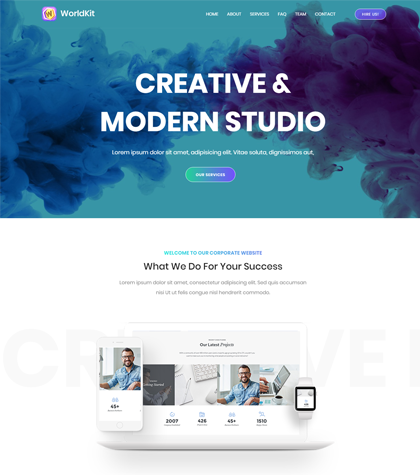 WorldKit
HOME ABOUT SERVICES FAQ TEAM CONTACT HIRE US!
CREATIVE &
MODERN STUDIO
Lorem ipsum dolor sit amet, adipisicing elit. Vitae soluta, dignissimos aut.
OUR SERVICES
WELCOME TO OUR CORPORATE WEBSITE
What We Do For Your Success
Lorem ipsum dolor sit amet, consectetur adipiscing elit. Sed quis accumsan
nisi Ut ut felis congue nisl hendrerit commodo.
Our Latest Projects
45+
2007
426
45+
1510